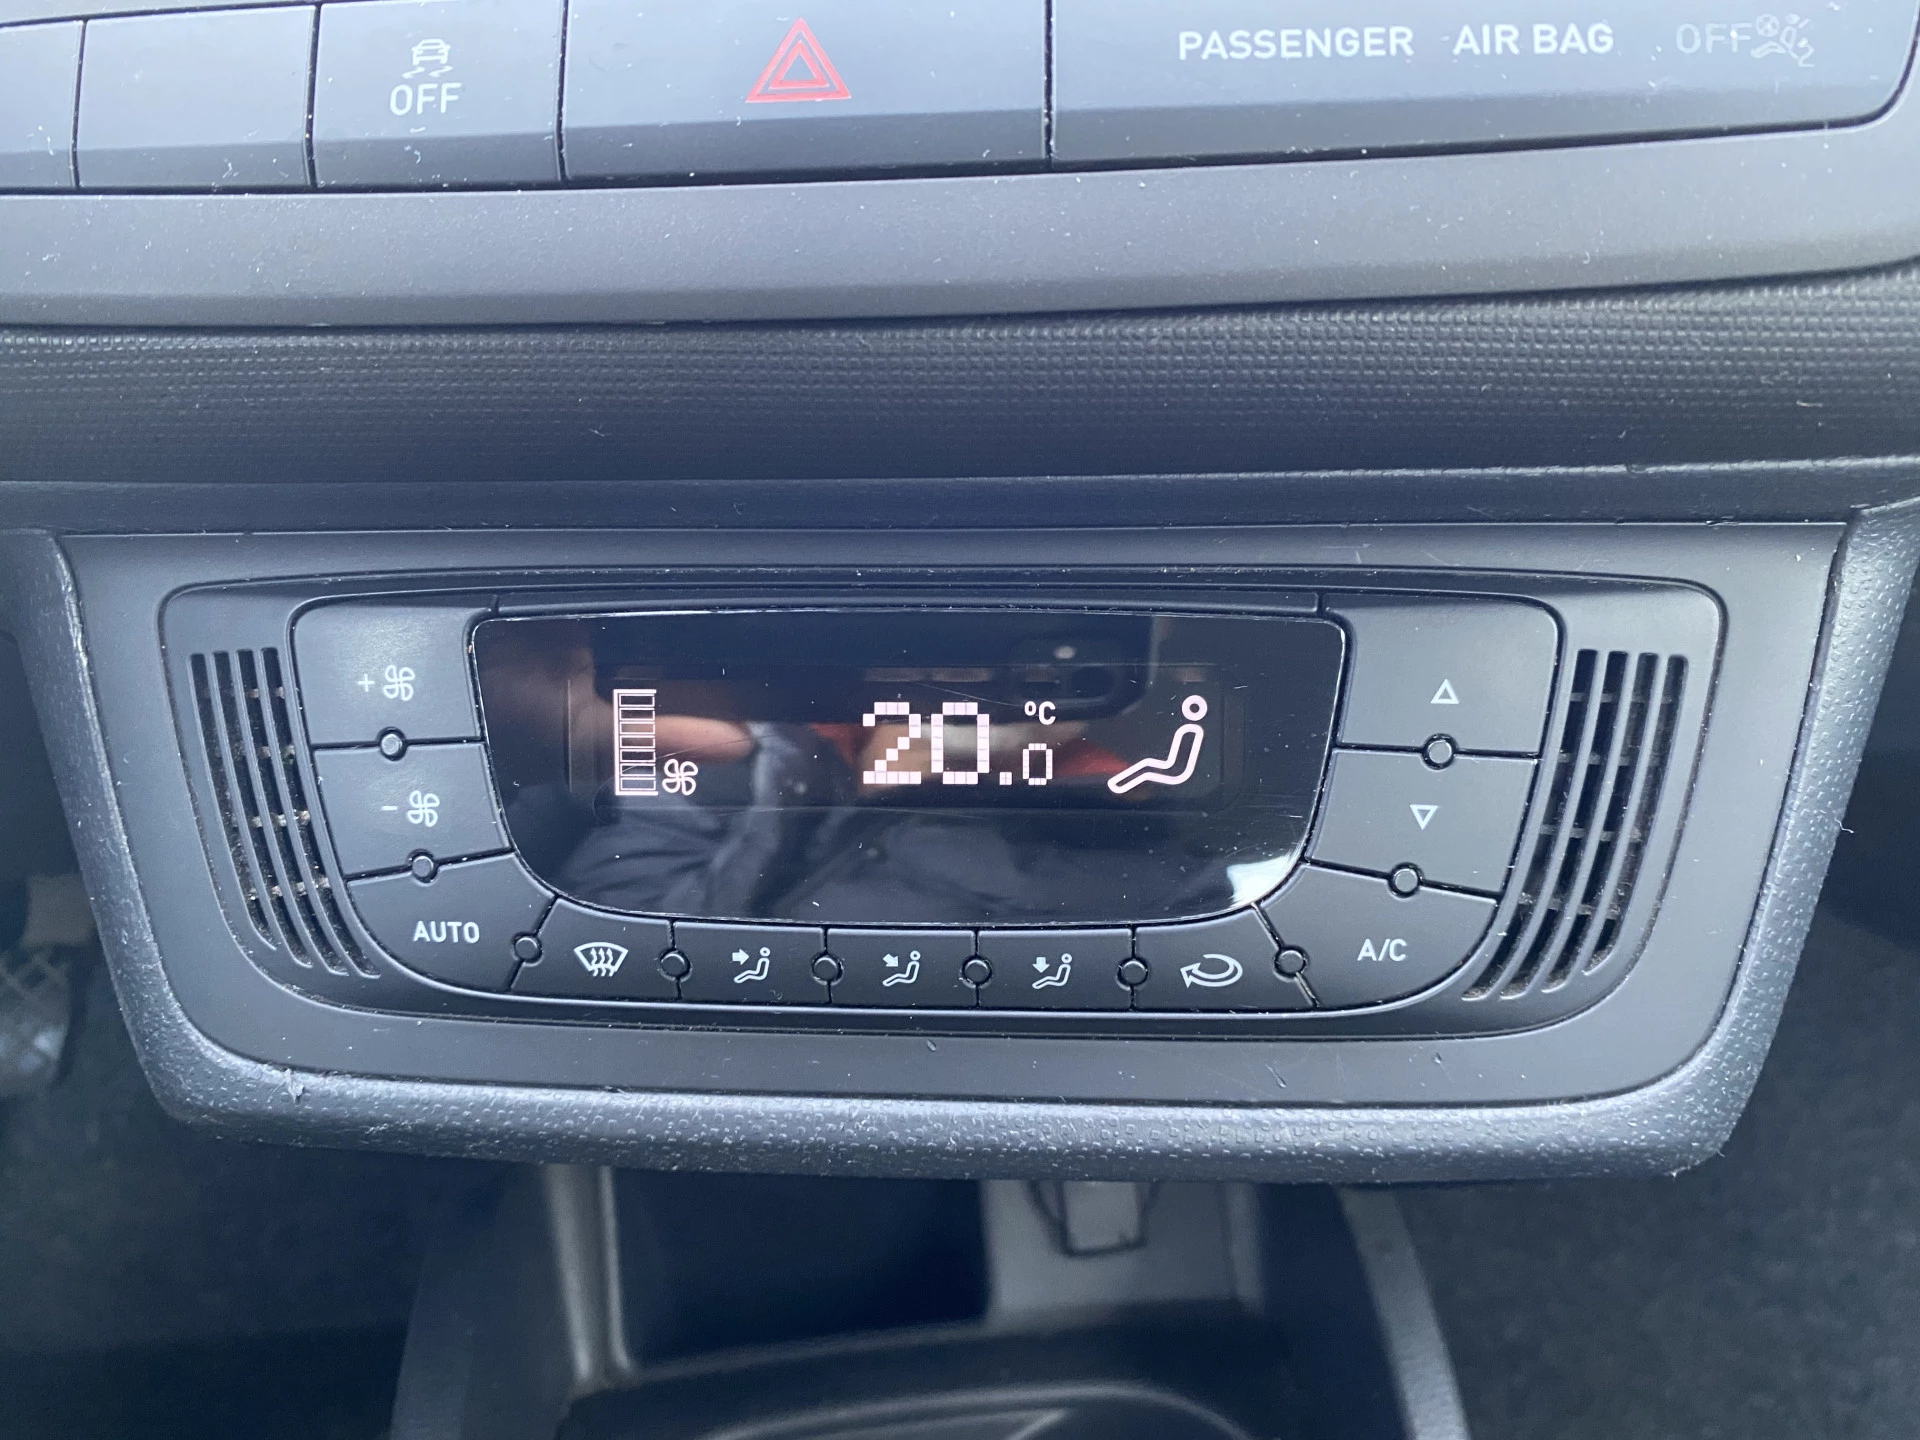 OFF
PASSENGER AIR BAG OFF
+
-
20.0 °C
AUTO
A/C